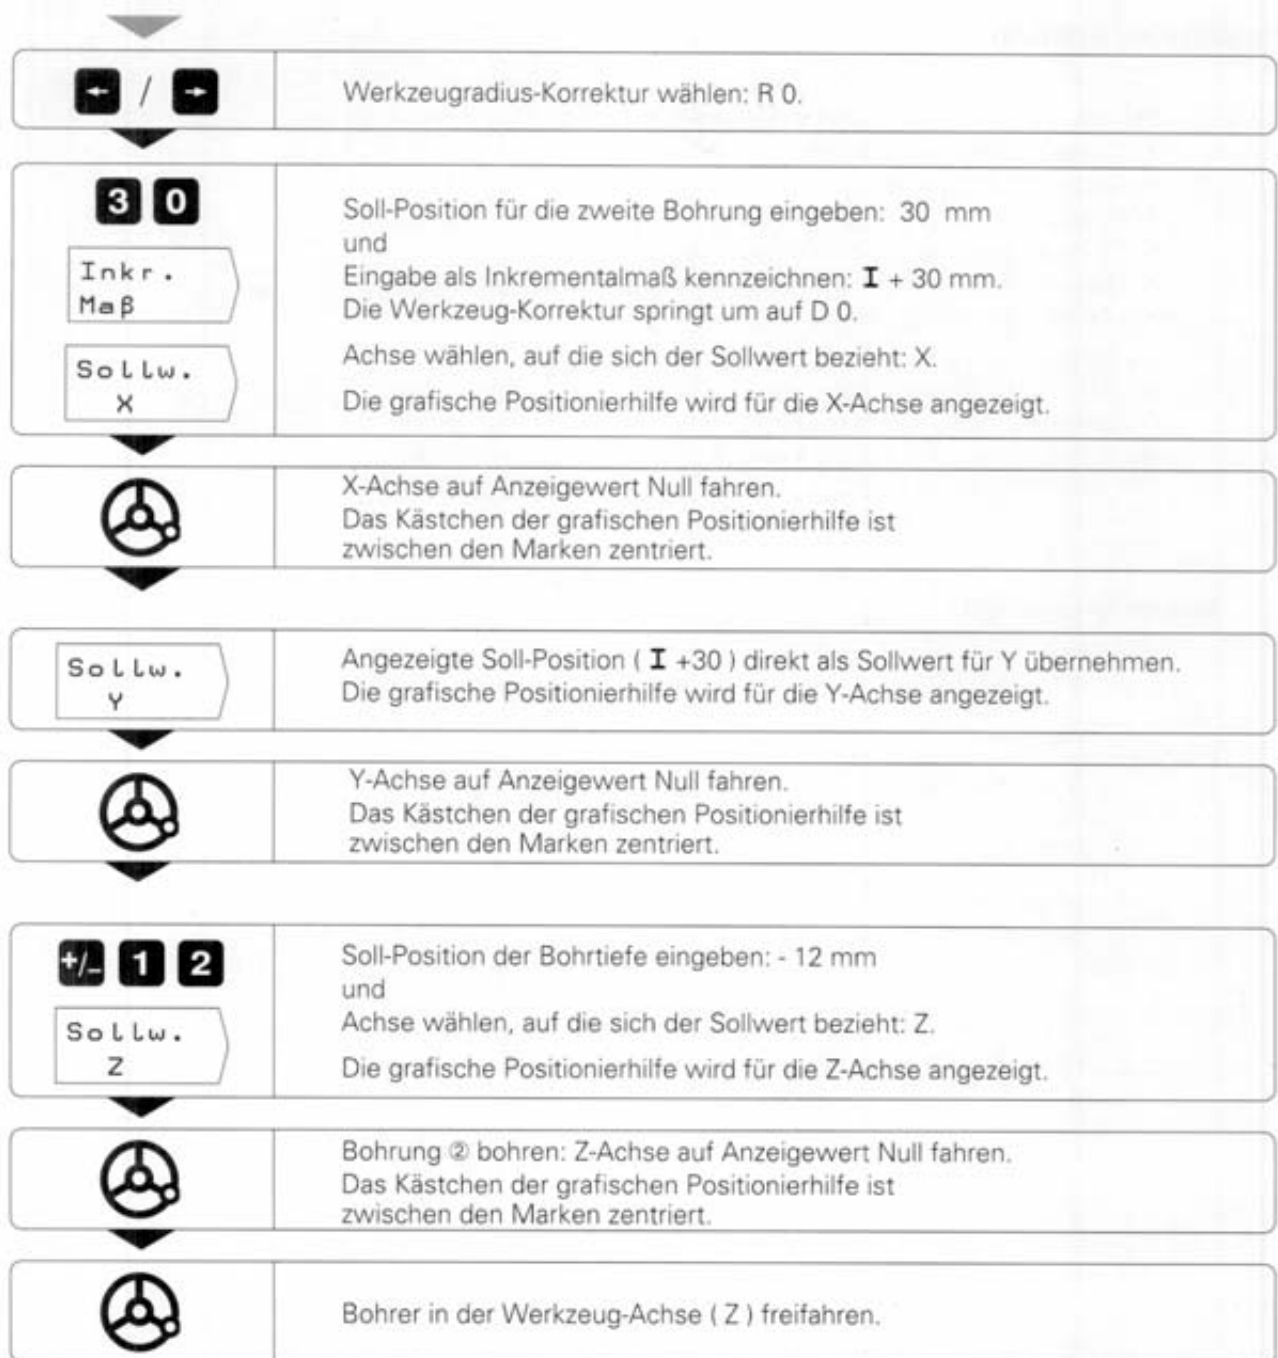 ← / →
Werkzeugradius-Korrektur wählen: R 0.
3 0
Soll-Position für die zweite Bohrung eingeben: 30 mm
und
Inkr.
Maß
Eingabe als Inkrementalmaß kennzeichnen: I + 30 mm.
Die Werkzeug-Korrektur springt um auf D 0.
Sollw.
X
Achse wählen, auf die sich der Sollwert bezieht: X.
Die grafische Positionierhilfe wird für die X-Achse angezeigt.
X-Achse auf Anzeigewert Null fahren.
Das Kästchen der grafischen Positionierhilfe ist
zwischen den Marken zentriert.
Sollw.
Y
Angezeigte Soll-Position ( I +30 ) direkt als Sollwert für Y übernehmen.
Die grafische Positionierhilfe wird für die Y-Achse angezeigt.
Y-Achse auf Anzeigewert Null fahren.
Das Kästchen der grafischen Positionierhilfe ist
zwischen den Marken zentriert.
+/- 1 2
Soll-Position der Bohrtiefe eingeben: - 12 mm
und
Sollw.
Z
Achse wählen, auf die sich der Sollwert bezieht: Z.
Die grafische Positionierhilfe wird für die Z-Achse angezeigt.
Bohrung ② bohren: Z-Achse auf Anzeigewert Null fahren.
Das Kästchen der grafischen Positionierhilfe ist
zwischen den Marken zentriert.
Bohrer in der Werkzeug-Achse ( Z ) freifahren.